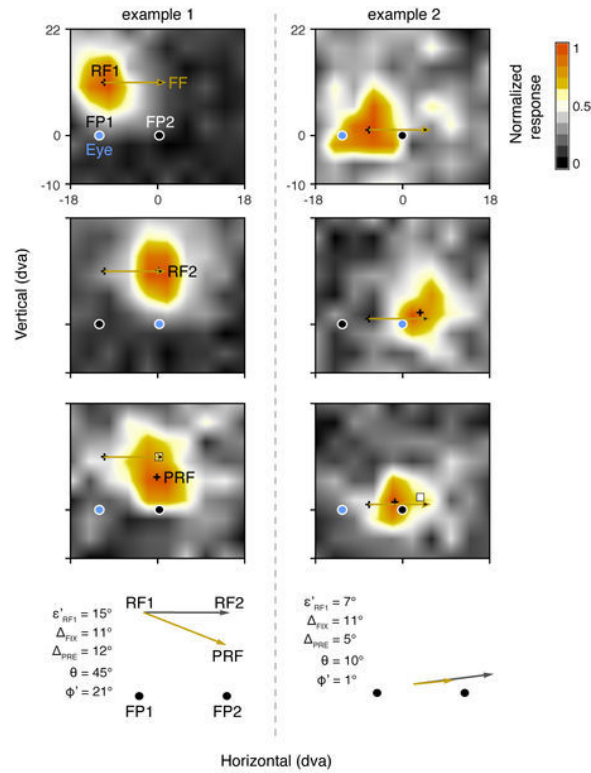 example 1
example 2
22
0
-10
-18
0
18
-18
0
18
RF1
FF
FP1
FP2
Eye
Normalized
response
1
0.5
0
Vertical (dva)
RF2
PRF
ε'RF1 = 15°
ΔFIX = 11°
ΔPRE = 12°
θ = 45°
ϕ' = 21°
RF1
RF2
PRF
FP1
FP2
ε'RF1 = 7°
ΔFIX = 11°
ΔPRE = 5°
θ = 10°
ϕ' = 1°
Horizontal (dva)